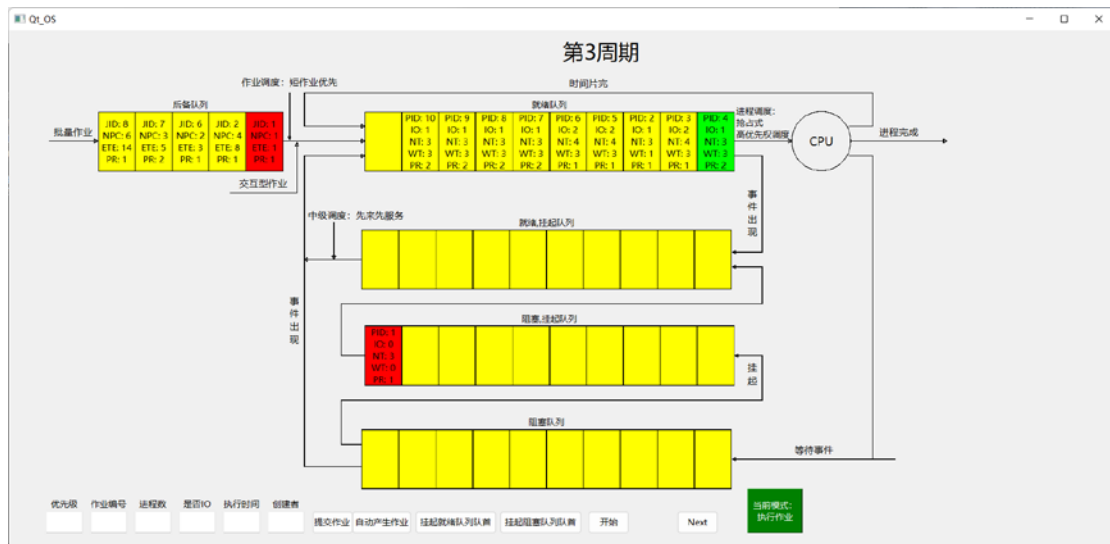 Qt_OS
第3周期
作业调度：短作业优先
时间片完
后备队列
就绪队列
批量作业
JID: 8
NPC: 6
ETE: 14
PR: 1
JID: 7
NPC: 3
ETE: 5
PR: 2
JID: 6
NPC: 2
ETE: 3
PR: 1
JID: 2
NPC: 4
ETE: 8
PR: 1
JID: 1
NPC: 1
ETE: 1
PR: 1
PID: 10
IO: 1
NT: 3
WT: 3
PR: 2
PID: 9
IO: 1
NT: 3
WT: 3
PR: 2
PID: 8
IO: 1
NT: 3
WT: 3
PR: 2
PID: 7
IO: 1
NT: 3
WT: 3
PR: 2
PID: 6
IO: 2
NT: 4
WT: 3
PR: 1
PID: 5
IO: 2
NT: 4
WT: 3
PR: 1
PID: 2
IO: 1
NT: 3
WT: 1
PR: 1
PID: 3
IO: 2
NT: 4
WT: 3
PR: 1
PID: 4
IO: 1
NT: 3
WT: 3
PR: 2
进程调度：
抢占式
高优先权调度
CPU
进程完成
交互型作业
事件出现
中级调度：先来先服务
就绪,挂起队列
事件出现
阻塞,挂起队列
PID: 1
IO: 0
NT: 3
WT: 0
PR: 1
挂起
阻塞队列
等待事件
优先级
作业编号
进程数
是否IO
执行时间
创建者
提交作业
自动产生作业
挂起就绪队列队首
挂起阻塞队列队首
开始
Next
当前模式：
执行作业